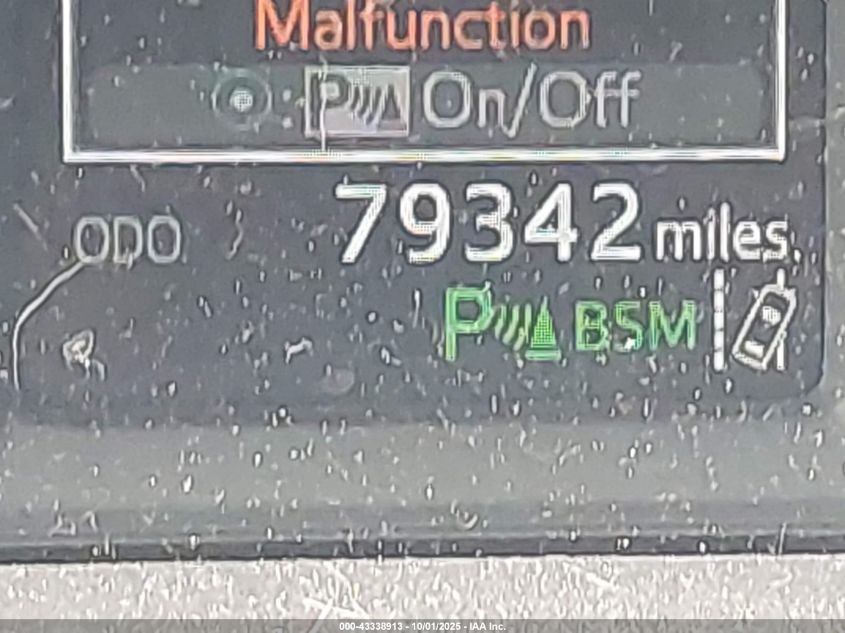 Malfunction
: P On/Off
ODO 79342 miles
P BSM
000-43338913 - 10/01/2025 - IAA Inc.